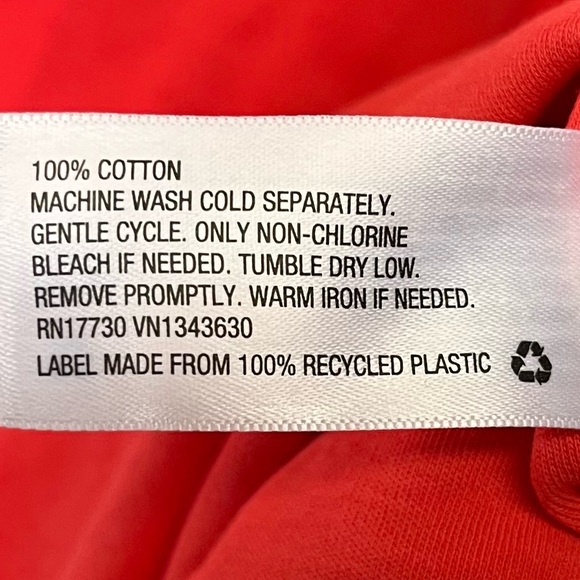 100% COTTON
MACHINE WASH COLD SEPARATELY.
GENTLE CYCLE. ONLY NON-CHLORINE
BLEACH IF NEEDED. TUMBLE DRY LOW.
REMOVE PROMPTLY. WARM IRON IF NEEDED.
RN17730 VN1343630
LABEL MADE FROM 100% RECYCLED PLASTIC